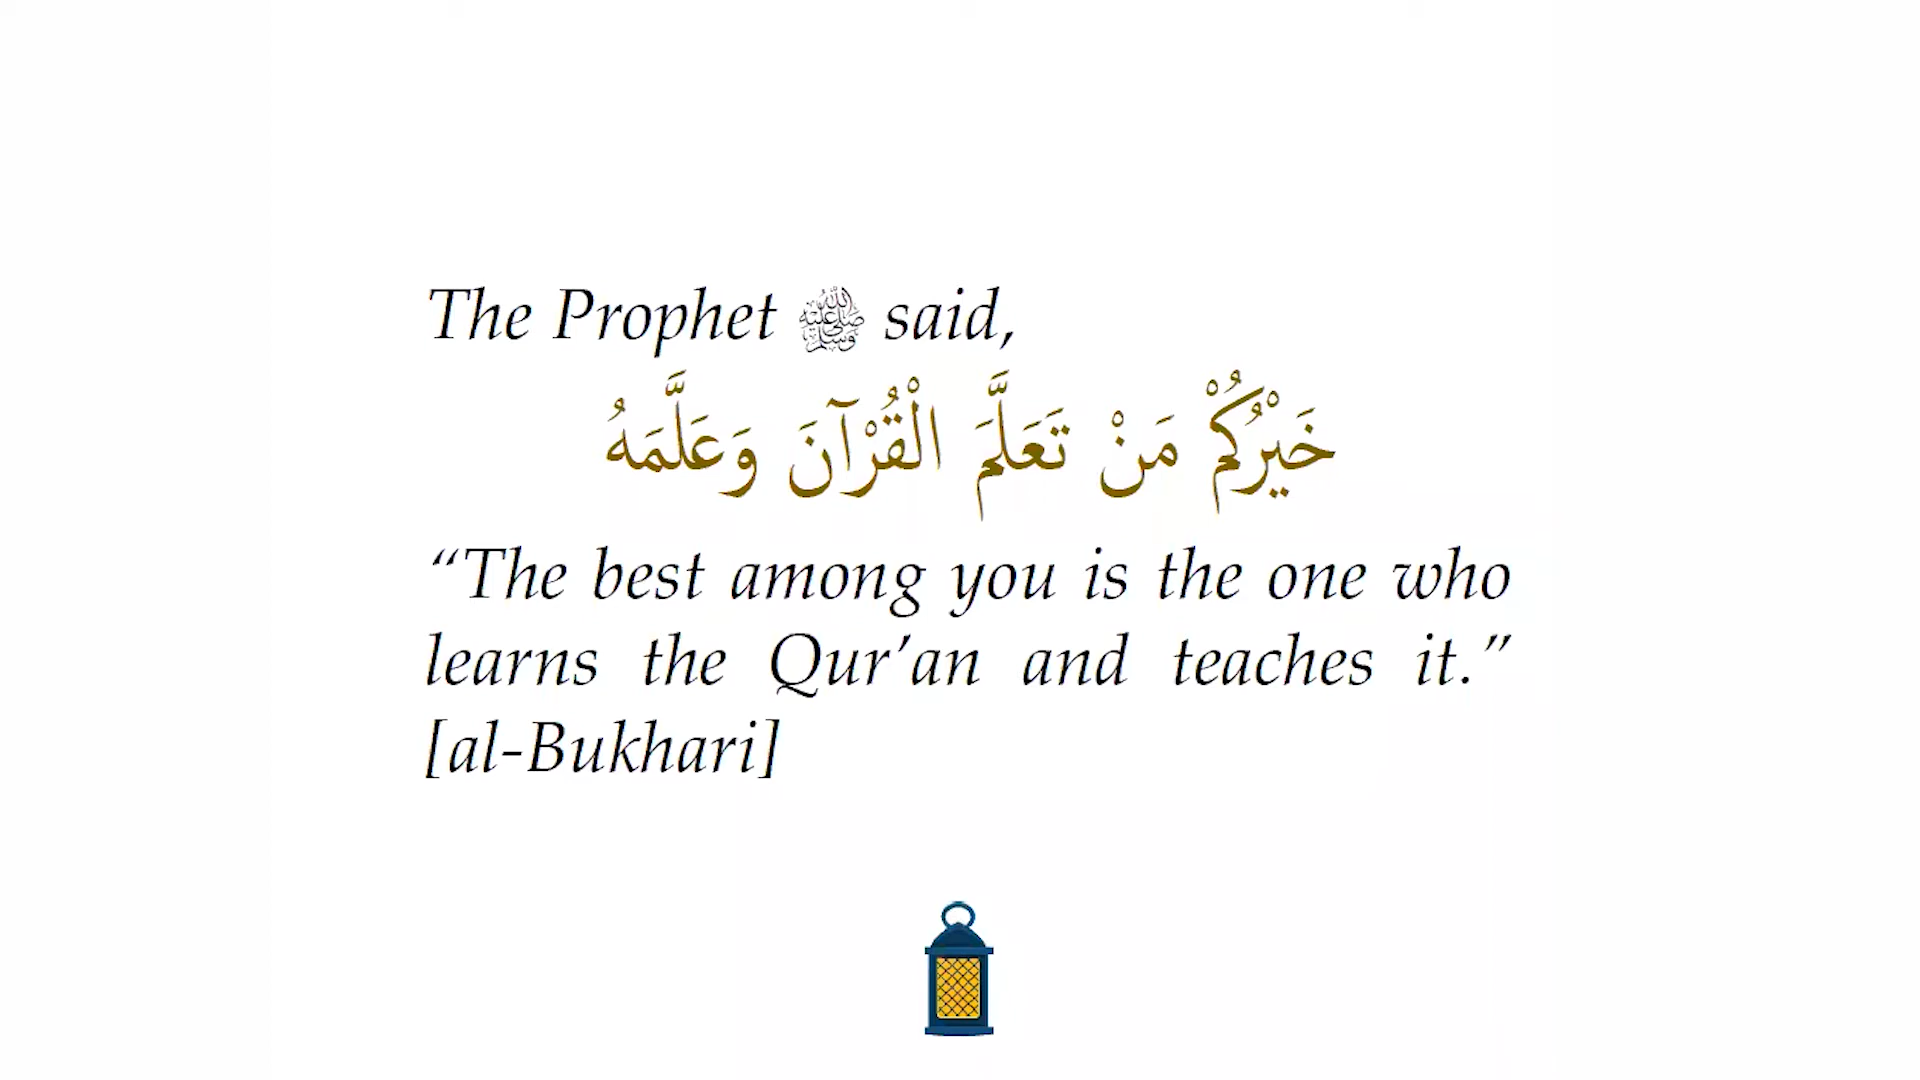 The Prophet ﷺ said,
خَيْرُكُمْ مَنْ تَعَلَّمَ الْقُرْآنَ وَعَلَّمَهُ
“The best among you is the one who
learns the Qur’an and teaches it.”
[al-Bukhari]